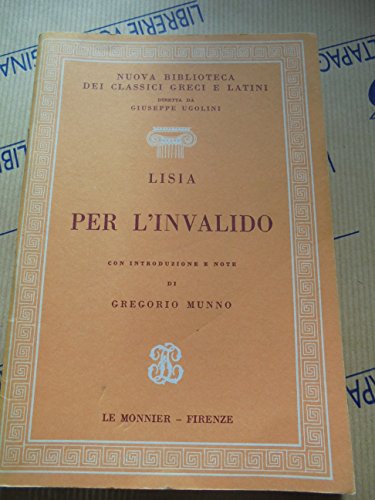 NUOVA BIBLIOTECA
DEI CLASSICI GRECI E LATINI
DIRETTA DA
GIUSEPPE UGOLINI
LISIA
PER L'INVALIDO
CON INTRODUZIONE E NOTE
DI
GREGORIO MUNNO
LE MONNIER – FIRENZE
LIBRERIE